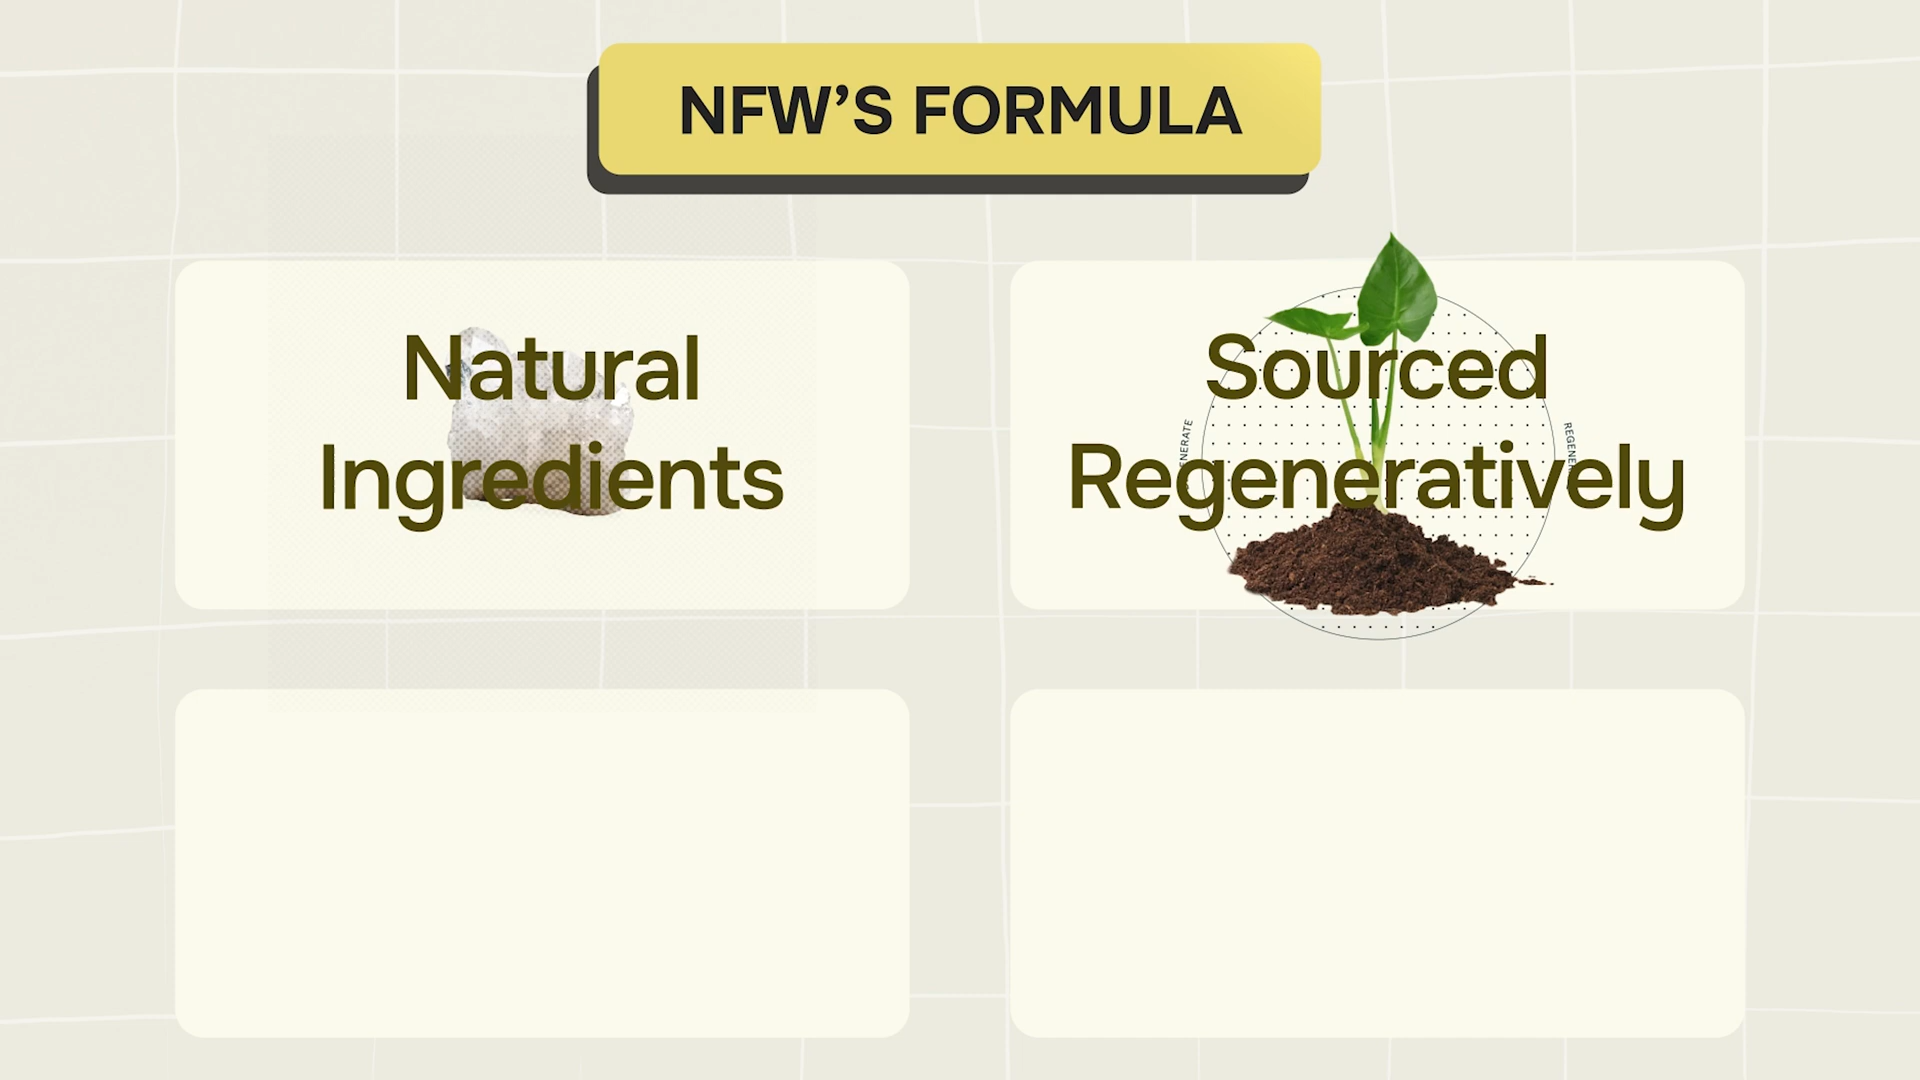 NFW’S FORMULA
Natural
Ingredients
Sourced
Regeneratively